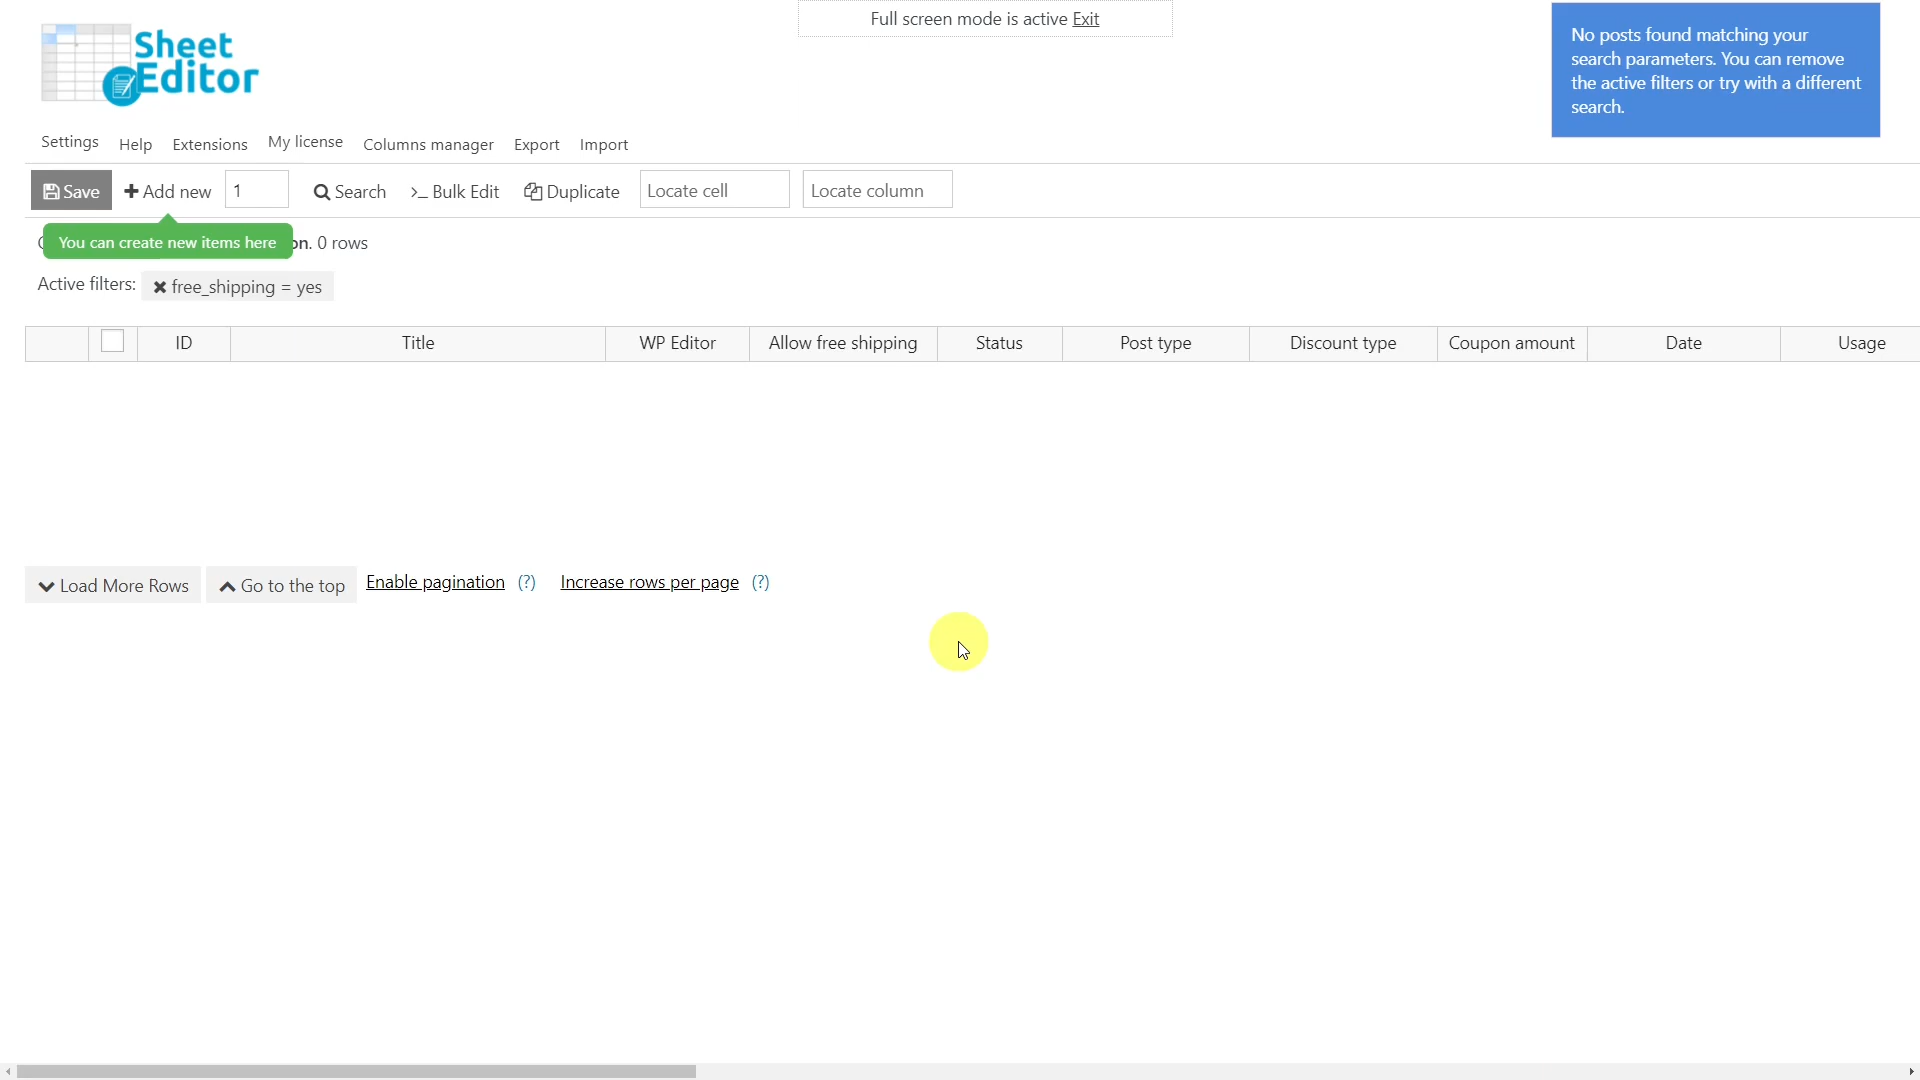 Full screen mode is active Exit
No posts found matching your
search parameters. You can remove
the active filters or try with a different
search.
Sheet
Editor
Settings Help Extensions My license Columns manager Export Import
Save Add new 1 Search >_ Bulk Edit Duplicate Locate cell Locate column
You can create new items here on. 0 rows
Active filters: free_shipping = yes
ID Title WP Editor Allow free shipping Status Post type Discount type Coupon amount Date Usage
Load More Rows Go to the top Enable pagination (?) Increase rows per page (?)